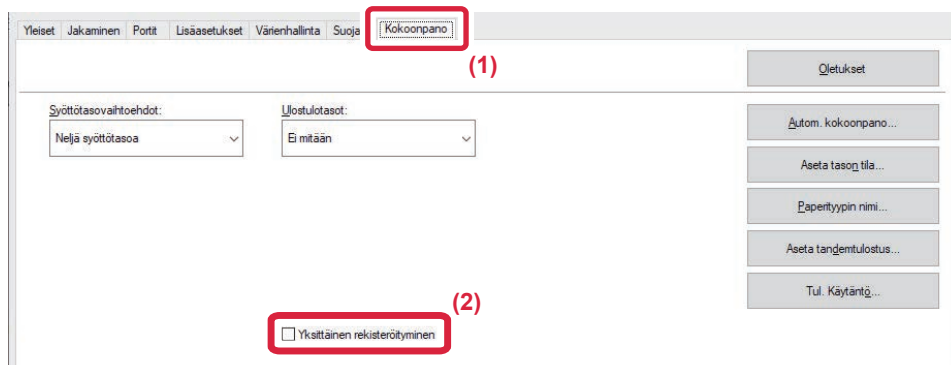 Yleiset Jakaminen Portit Lisäasetukset Värienhallinta Suoja Kokoonpano
(1)
Oletukset
Syöttötasovaihtoehdot: Ulostulotasot:
Neljä syöttötasoa Ei mitään
Autom. kokoonpano...
Aseta tason tila...
Paperityypin nimi...
Aseta tandemtulostus...
Tul. Käytäntö...
(2)
Yksittäinen rekisteröityminen